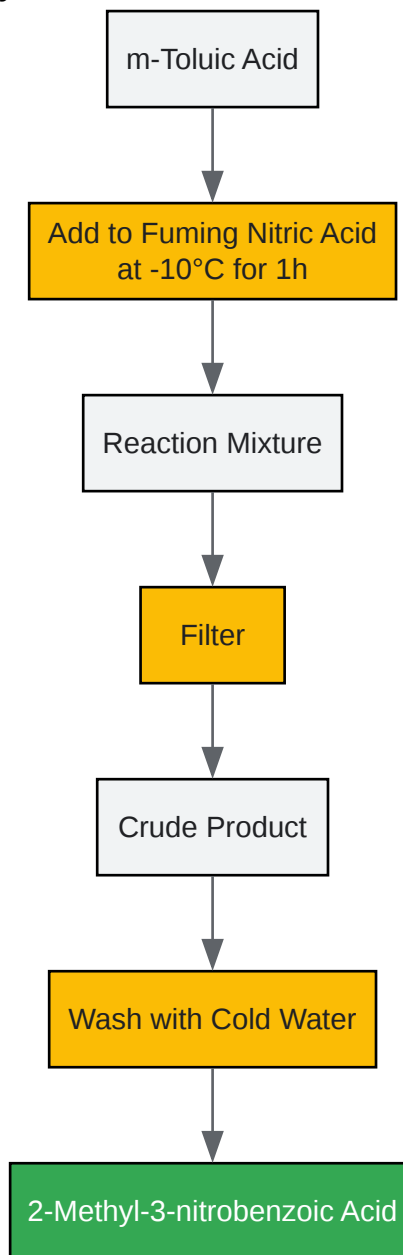 m-Toluic Acid
Add to Fuming Nitric Acid
at -10°C for 1h
Reaction Mixture
Filter
Crude Product
Wash with Cold Water
2-Methyl-3-nitrobenzoic Acid